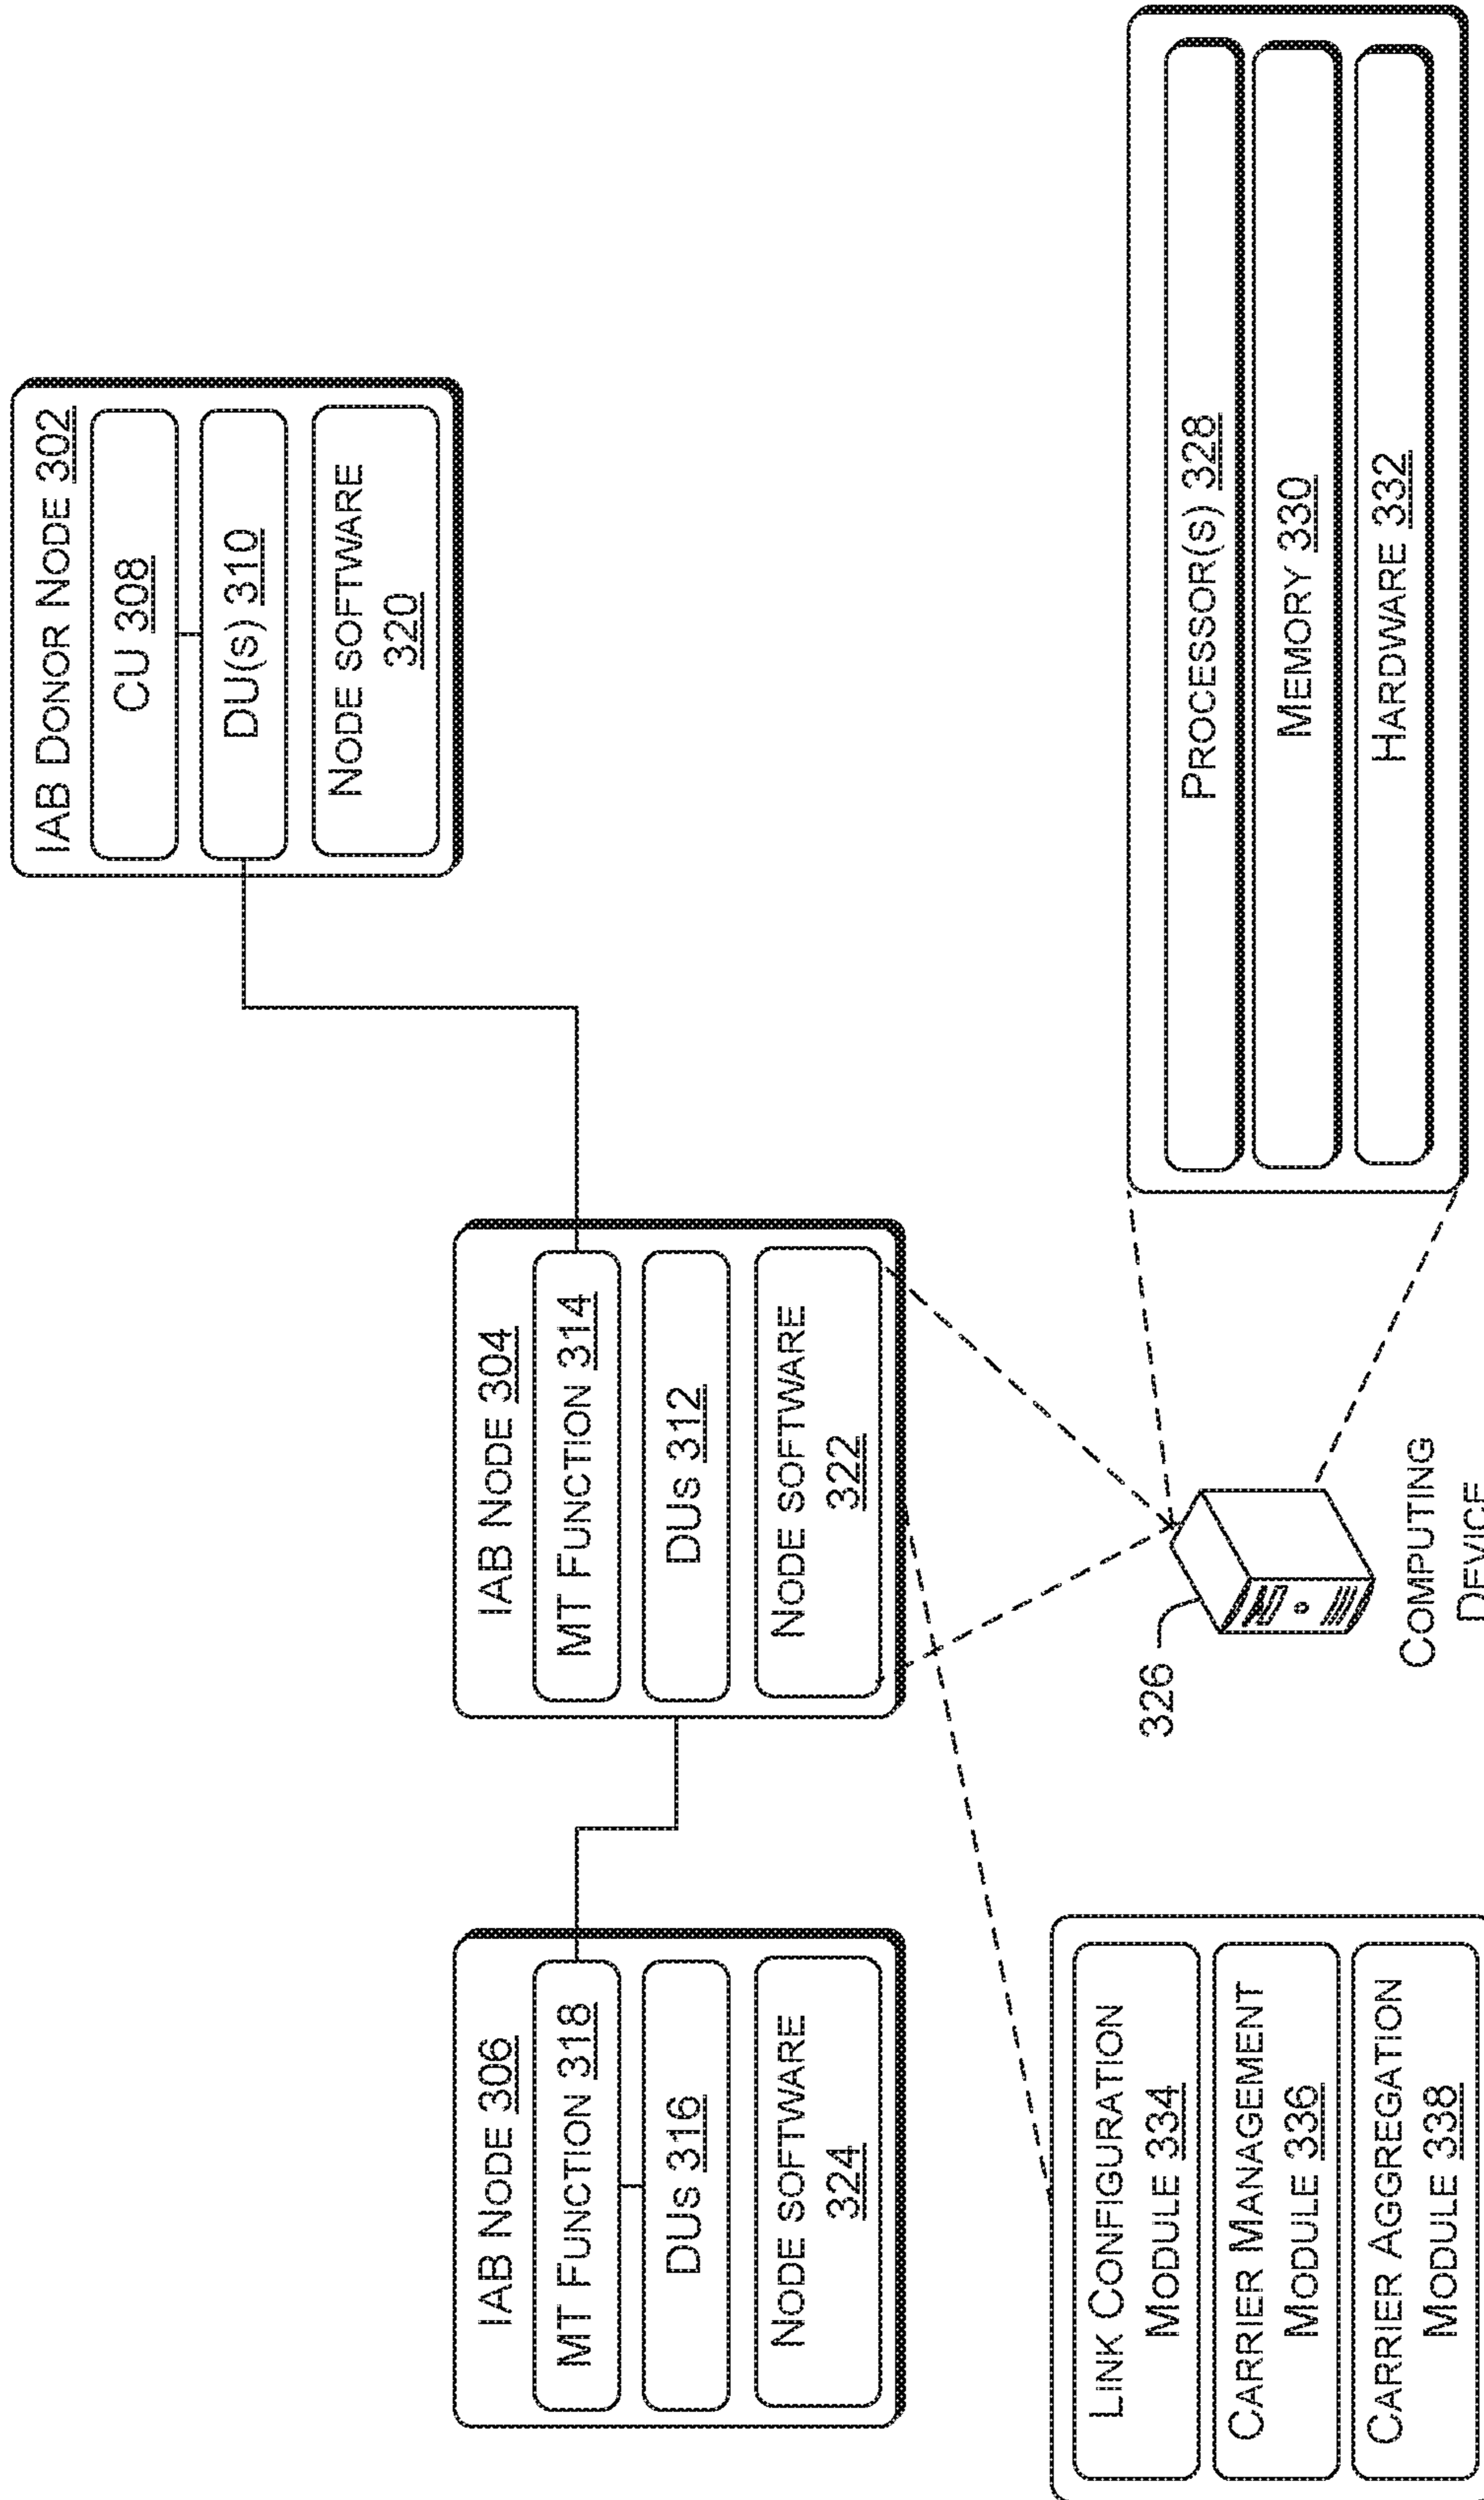 IAB DONOR NODE 302
CU 308
DU(S) 310
NODE SOFTWARE
320
IAB NODE 304
MT FUNCTION 314
DUS 312
NODE SOFTWARE
322
IAB NODE 306
MT FUNCTION 318
DUS 316
NODE SOFTWARE
324
LINK CONFIGURATION
MODULE 334
CARRIER MANAGEMENT
MODULE 336
CARRIER AGGREGATION
MODULE 338
326
COMPUTING
DEVICE
PROCESSOR(S) 328
MEMORY 330
HARDWARE 332